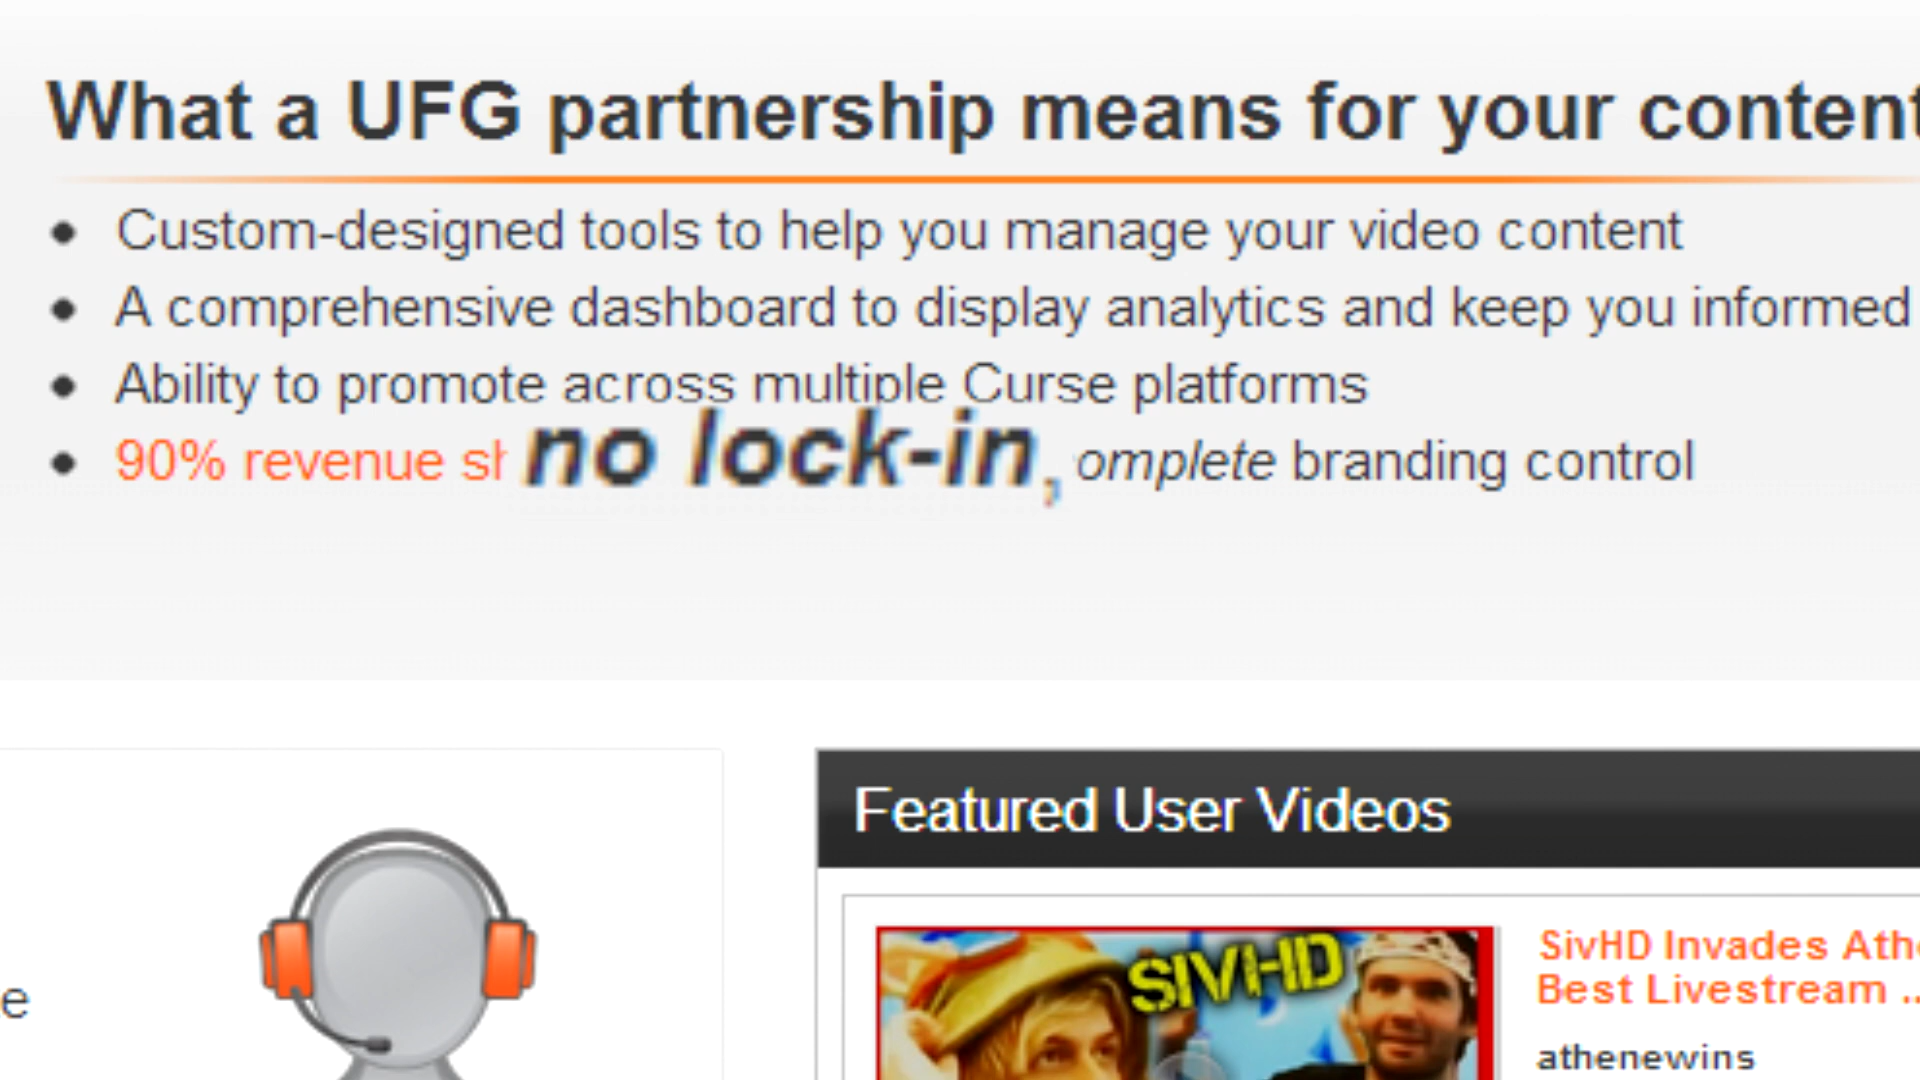 What a UFG partnership means for your content
Custom-designed tools to help you manage your video content
A comprehensive dashboard to display analytics and keep you informed
Ability to promote across multiple Curse platforms
90% revenue no lock-in, omplete branding control
Featured User Videos
e
SIVHD
SivHD Invades Ath
Best Livestream ..
athenewins